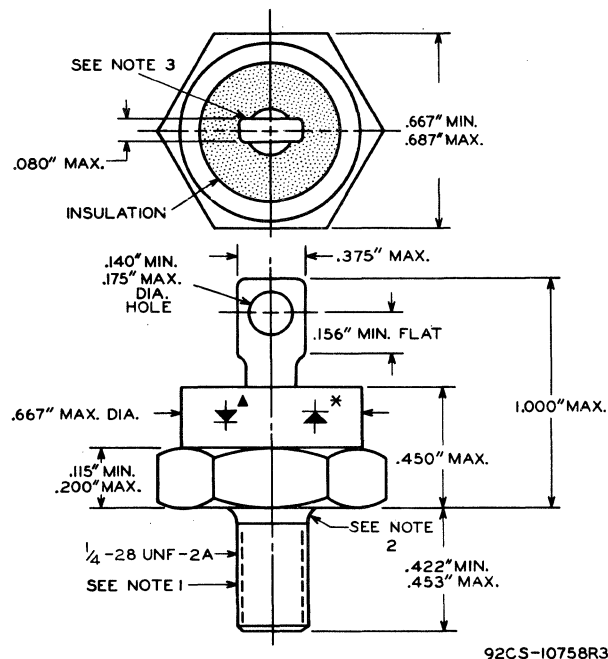 SEE NOTE 3
.080" MAX.
INSULATION
.667" MIN.
.687" MAX.
.140" MIN.
.175" MAX.
DIA.
HOLE
.375" MAX.
.156" MIN. FLAT
.667" MAX. DIA.
▲
*
1.000" MAX.
.115" MIN.
.200" MAX.
.450" MAX.
SEE NOTE
2
1/4-28 UNF-2A
SEE NOTE 1
.422" MIN.
.453" MAX.
92CS-10758R3